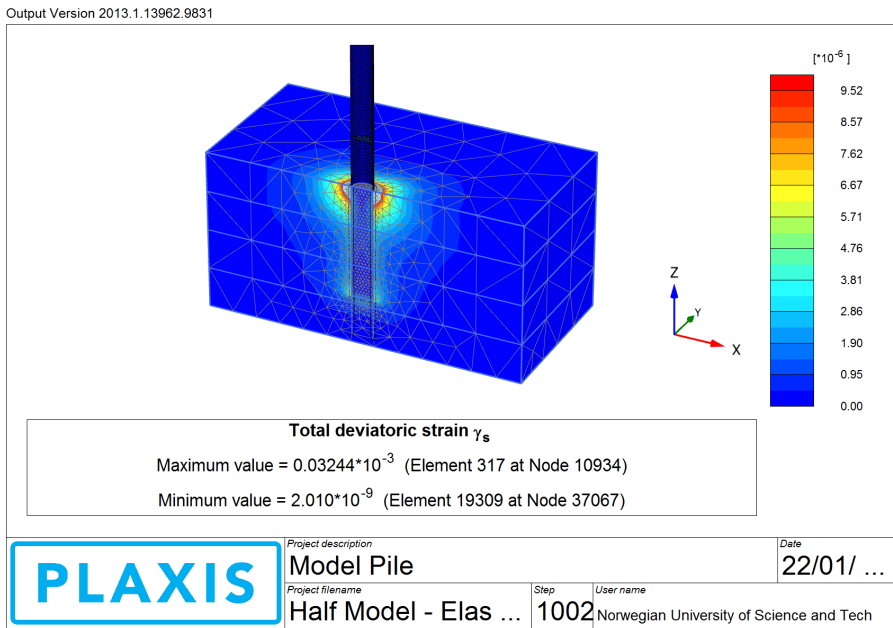 Output Version 2013.1.13962.9831
[*10-6 ]
9.52
8.57
7.62
6.67
5.71
4.76
3.81
2.86
1.90
0.95
0.00
Z
Y
X
Total deviatoric strain γs
Maximum value = 0.03244*10-3 (Element 317 at Node 10934)
Minimum value = 2.010*10-9 (Element 19309 at Node 37067)
PLAXIS
Project description
Model Pile
Date
22/01/ ...
Project filename
Half Model - Elas ...
Step
1002
User name
Norwegian University of Science and Tech